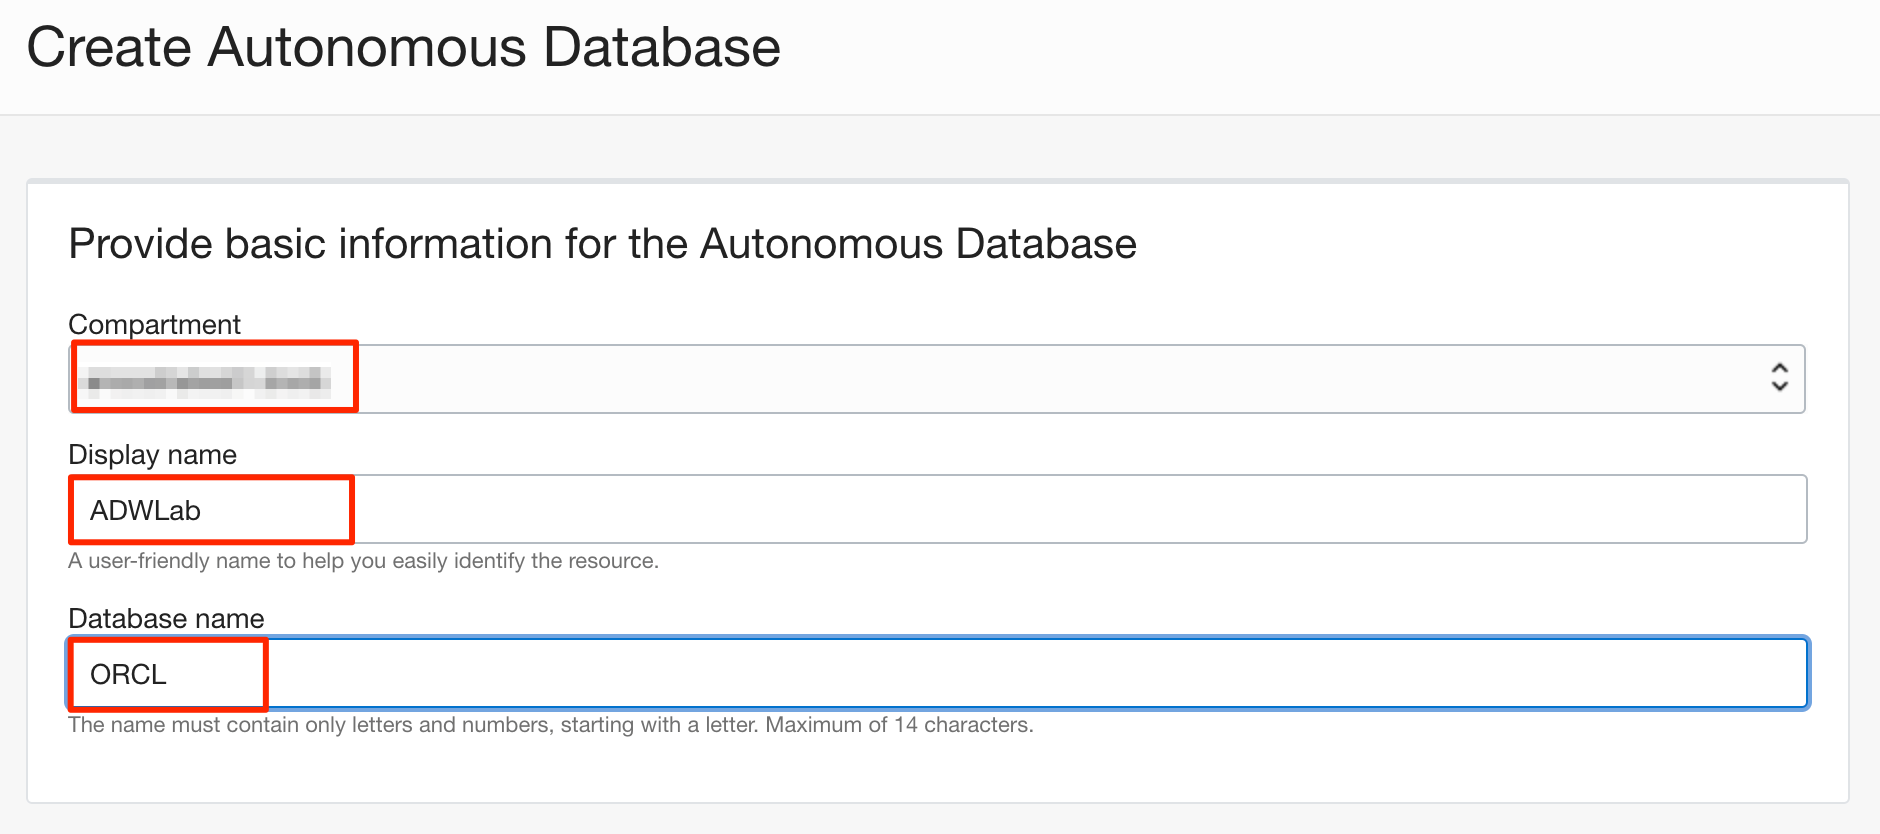 Create Autonomous Database
Provide basic information for the Autonomous Database
Compartment
Display name
ADWLab
A user-friendly name to help you easily identify the resource.
Database name
ORCL
The name must contain only letters and numbers, starting with a letter. Maximum of 14 characters.